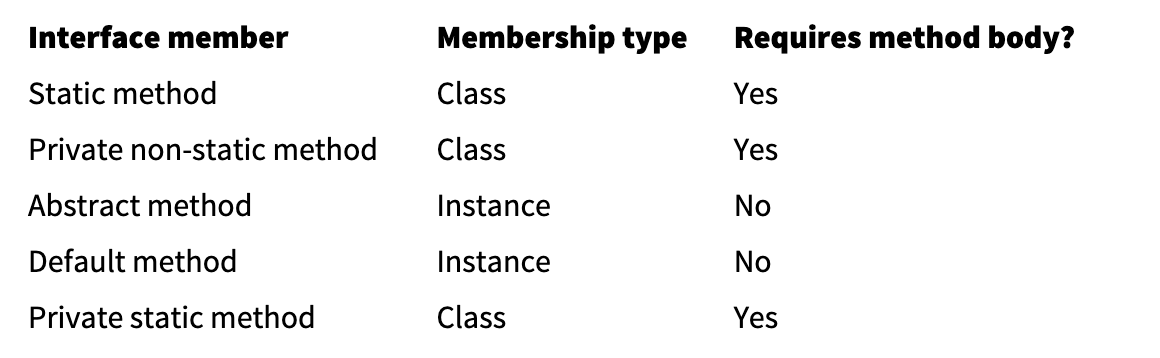 Interface member Membership type Requires method body?
Static method Class Yes
Private non-static method Class Yes
Abstract method Instance No
Default method Instance No
Private static method Class Yes